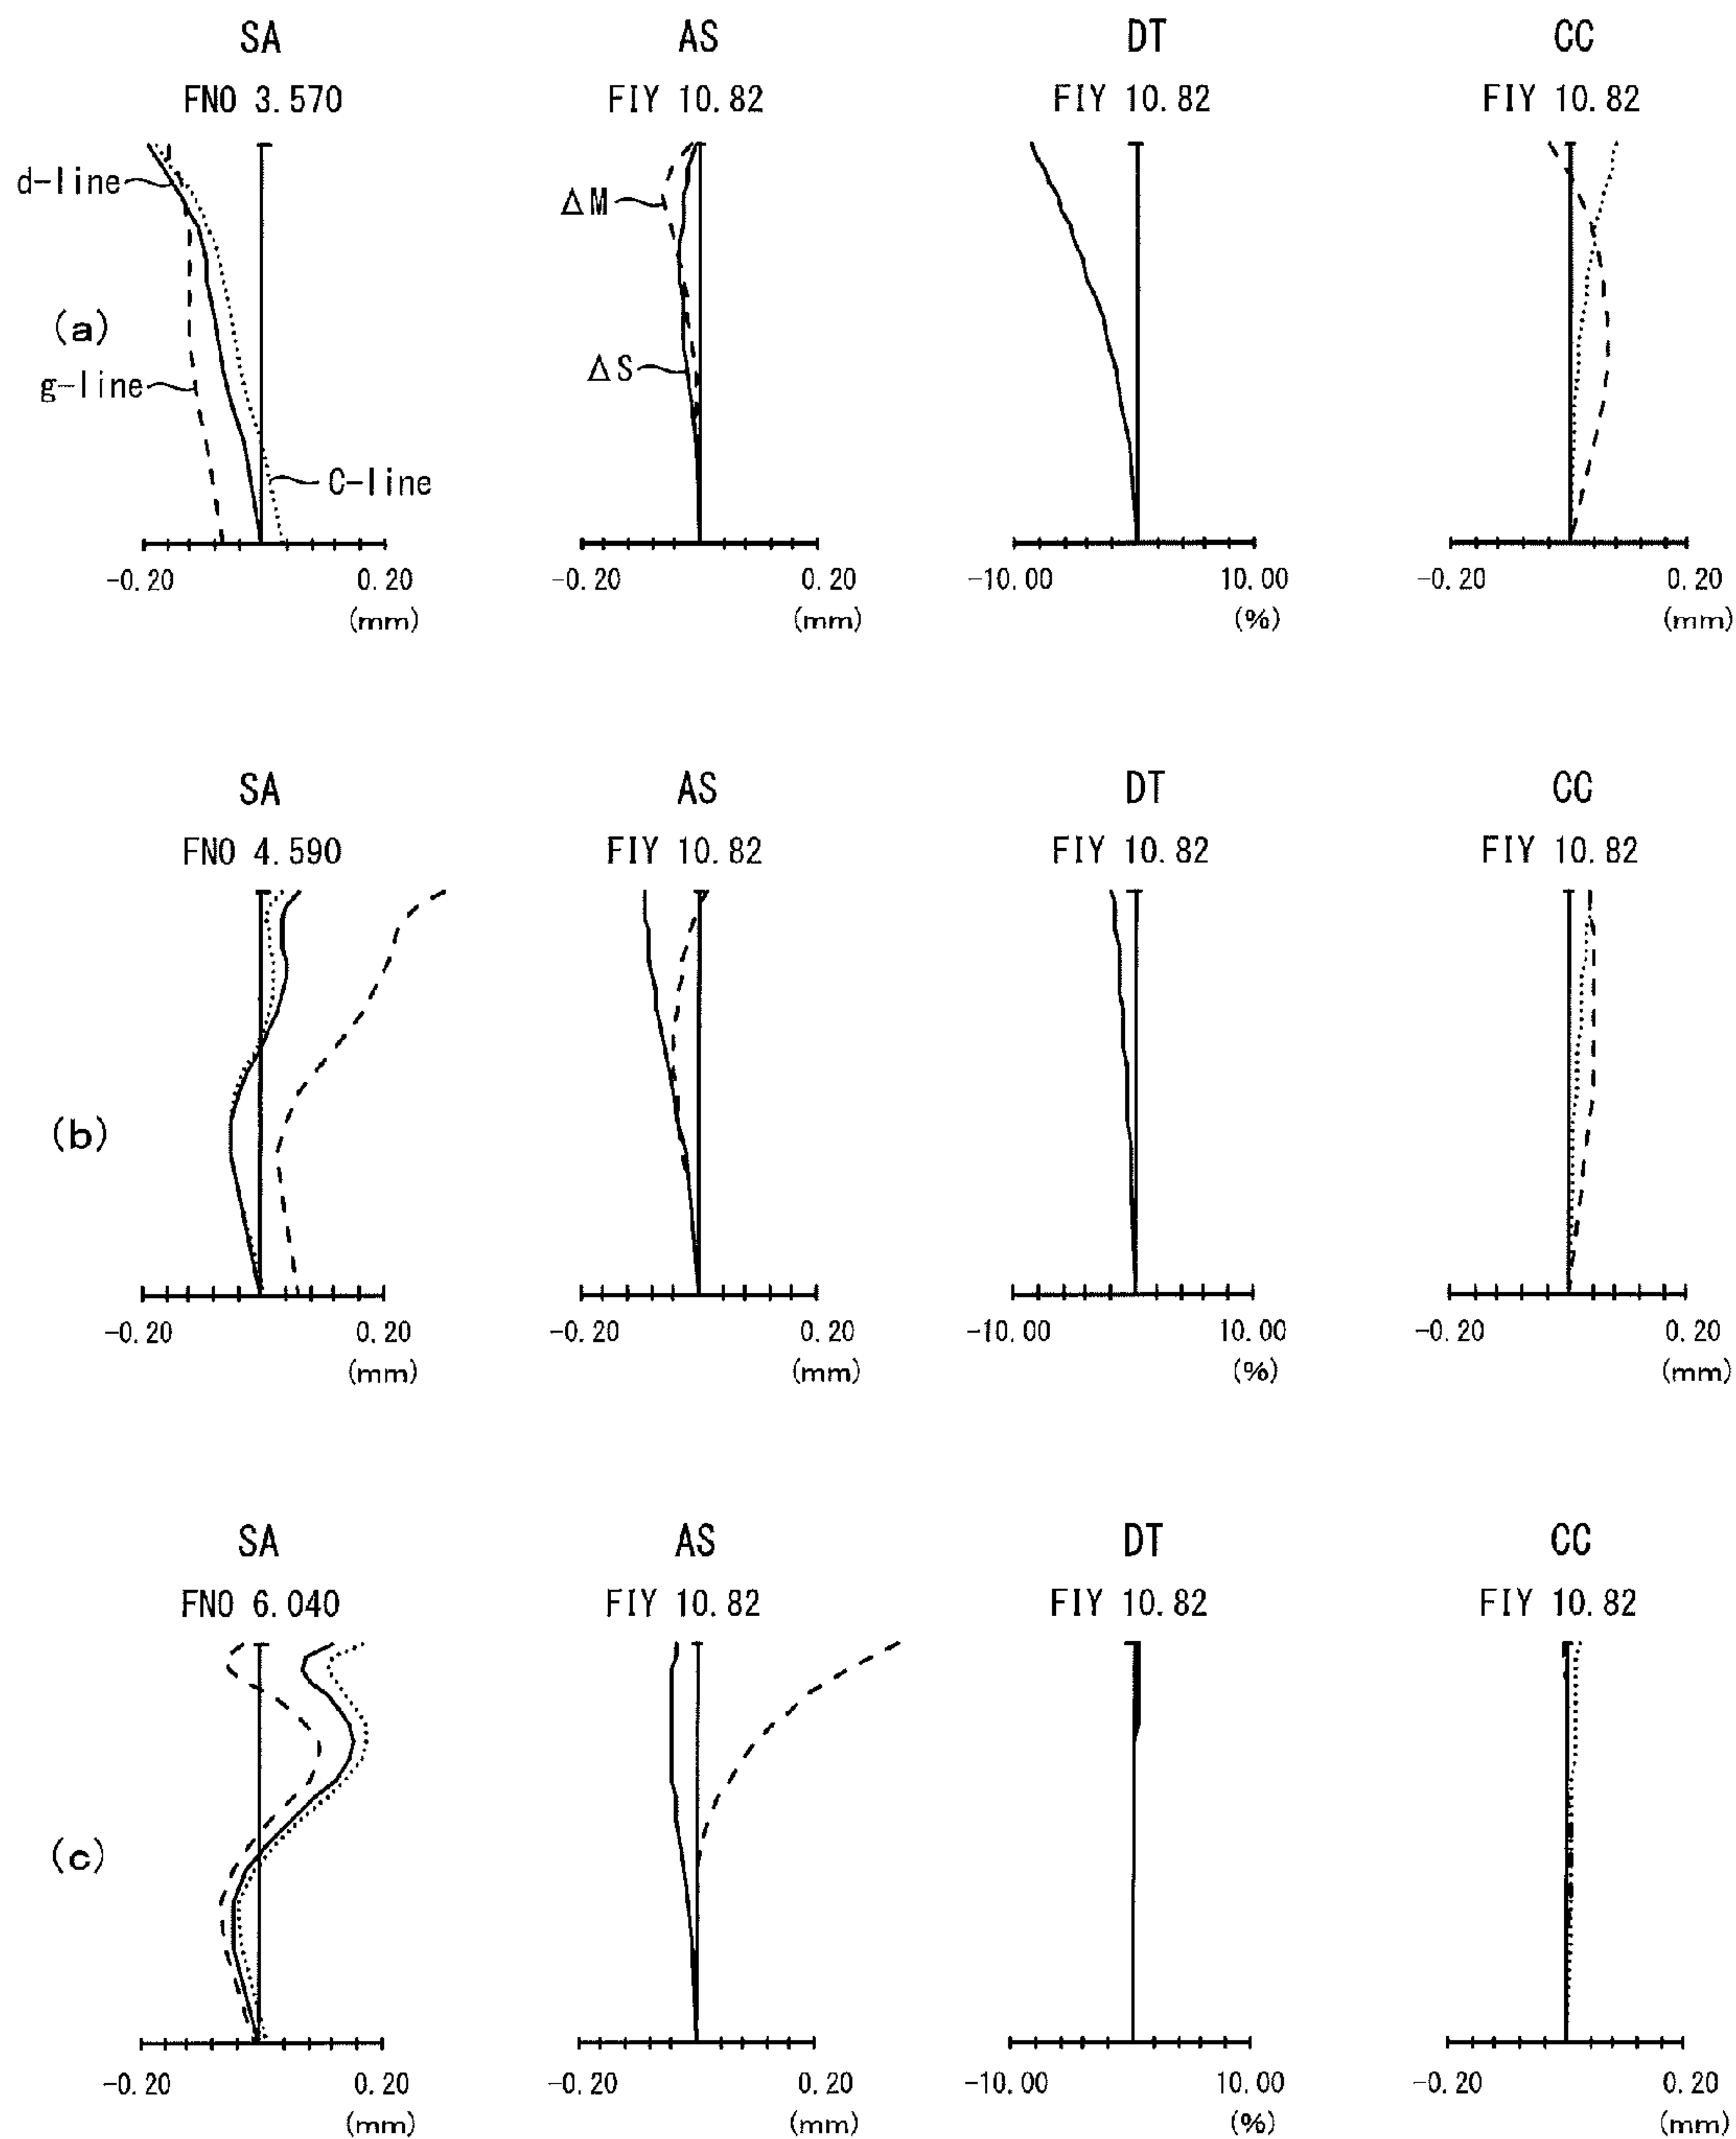 SA AS DT CC
FNO 3.570 FIY 10.82 FIY 10.82 FIY 10.82
d-line
ΔM
(a)
ΔS
g-line
C-line
-0.20 0.20 -0.20 0.20 -10.00 10.00 -0.20 0.20
(mm) (mm) (%) (mm)
SA AS DT CC
FNO 4.590 FIY 10.82 FIY 10.82 FIY 10.82
(b)
-0.20 0.20 -0.20 0.20 -10.00 10.00 -0.20 0.20
(mm) (mm) (%) (mm)
SA AS DT CC
FNO 6.040 FIY 10.82 FIY 10.82 FIY 10.82
(c)
-0.20 0.20 -0.20 0.20 -10.00 10.00 -0.20 0.20
(mm) (mm) (%) (mm)